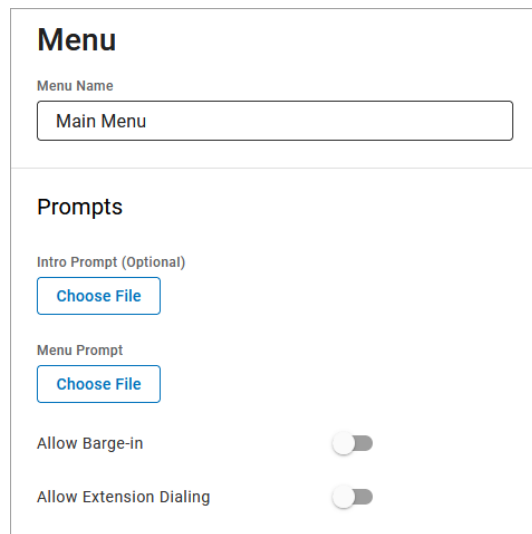 Menu
Menu Name
Main Menu
Prompts
Intro Prompt (Optional)
Choose File
Menu Prompt
Choose File
Allow Barge-in
Allow Extension Dialing